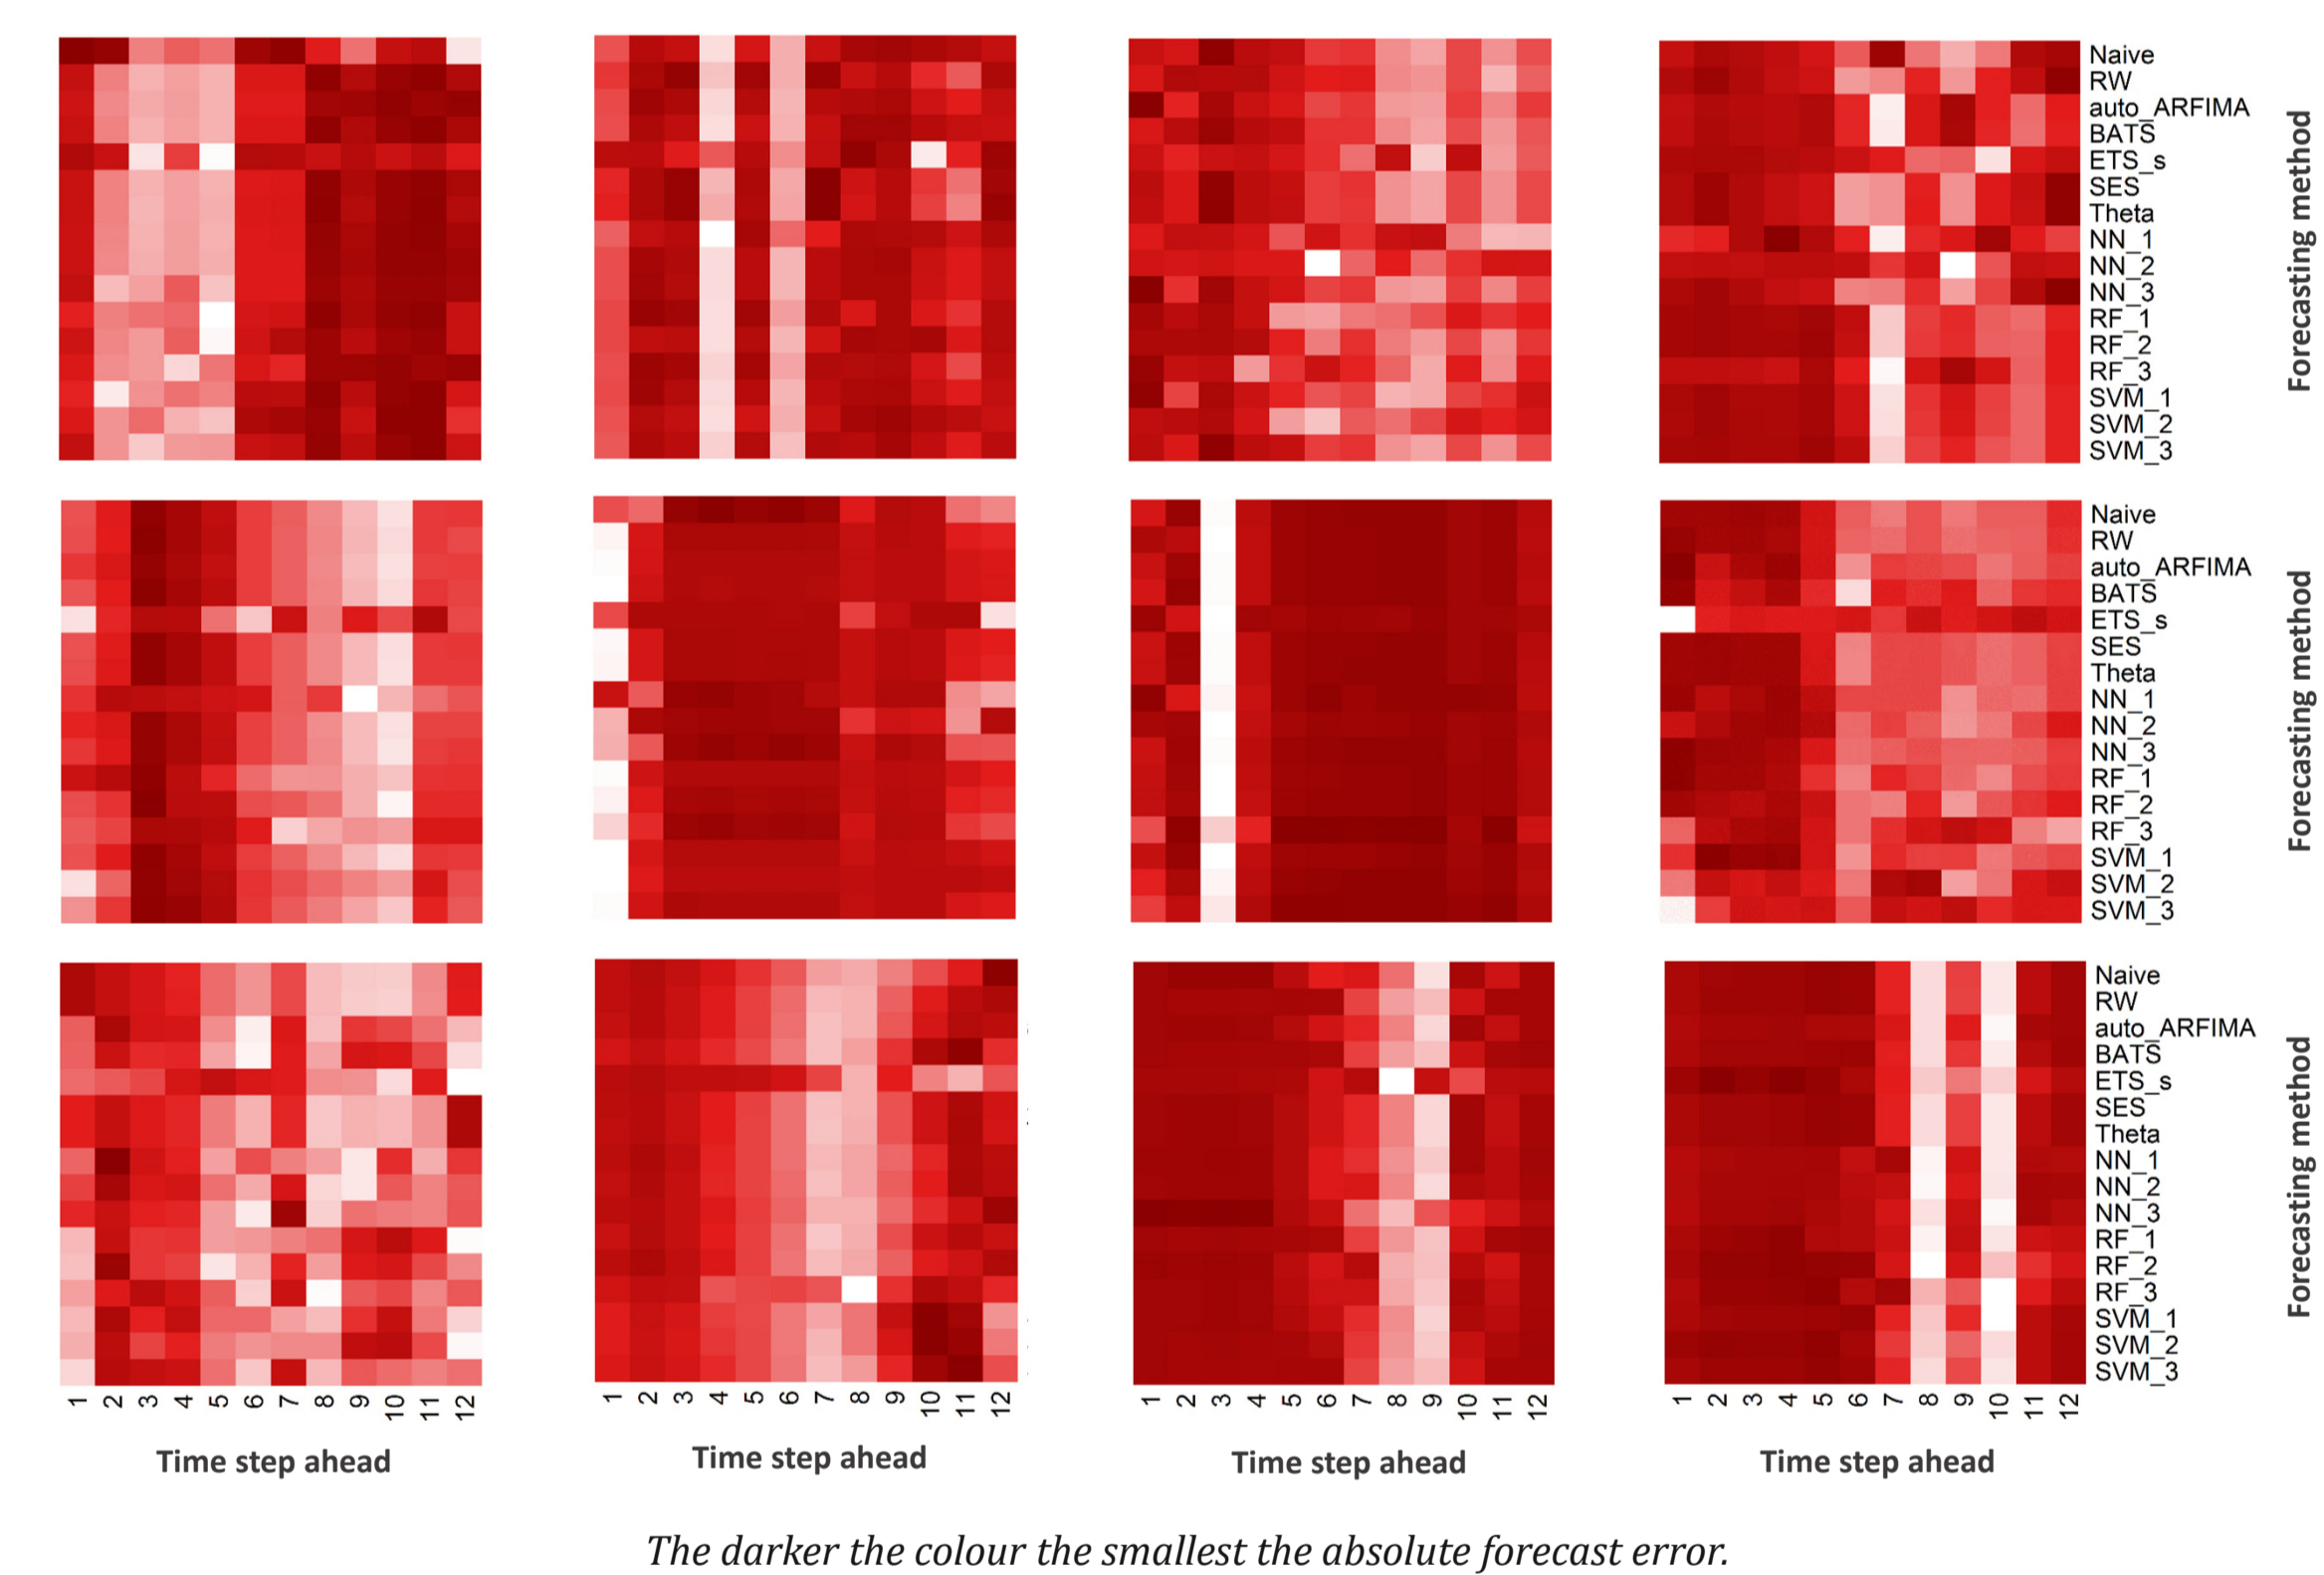 Naive
RW
auto_ARFIMA
BATS
ETS_s
SES
Theta
NN_1
NN_2
NN_3
RF_1
RF_2
RF_3
SVM_1
SVM_2
SVM_3
Forecasting method
Naive
RW
auto_ARFIMA
BATS
ETS_s
SES
Theta
NN_1
NN_2
NN_3
RF_1
RF_2
RF_3
SVM_1
SVM_2
SVM_3
Forecasting method
Naive
RW
auto_ARFIMA
BATS
ETS_s
SES
Theta
NN_1
NN_2
NN_3
RF_1
RF_2
RF_3
SVM_1
SVM_2
SVM_3
Forecasting method
1 2 3 4 5 6 7 8 9 10 11 12
1 2 3 4 5 6 7 8 9 10 11 12
1 2 3 4 5 6 7 8 9 10 11 12
1 2 3 4 5 6 7 8 9 10 11 12
Time step ahead
Time step ahead
Time step ahead
Time step ahead
The darker the colour the smallest the absolute forecast error.